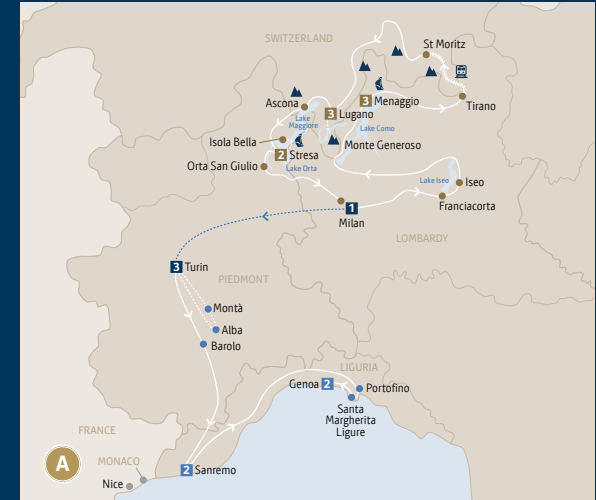 SWITZERLAND
St Moritz
Ascona
3 Lugano
3 Menaggio
Tirano
Lake
Maggiore
Lake Como
Isola Bella
2 Stresa
Monte Generoso
Orta San Giulio
Lake Orta
Lake Iseo
Iseo
Franciacorta
1
Milan
LOMBARDY
3 Turin
PIEDMONT
Montà
Alba
Barolo
LIGURIA
Genoa 2
Portofino
Santa
Margherita
Ligure
FRANCE
A
MONACO
2 Sanremo
Nice